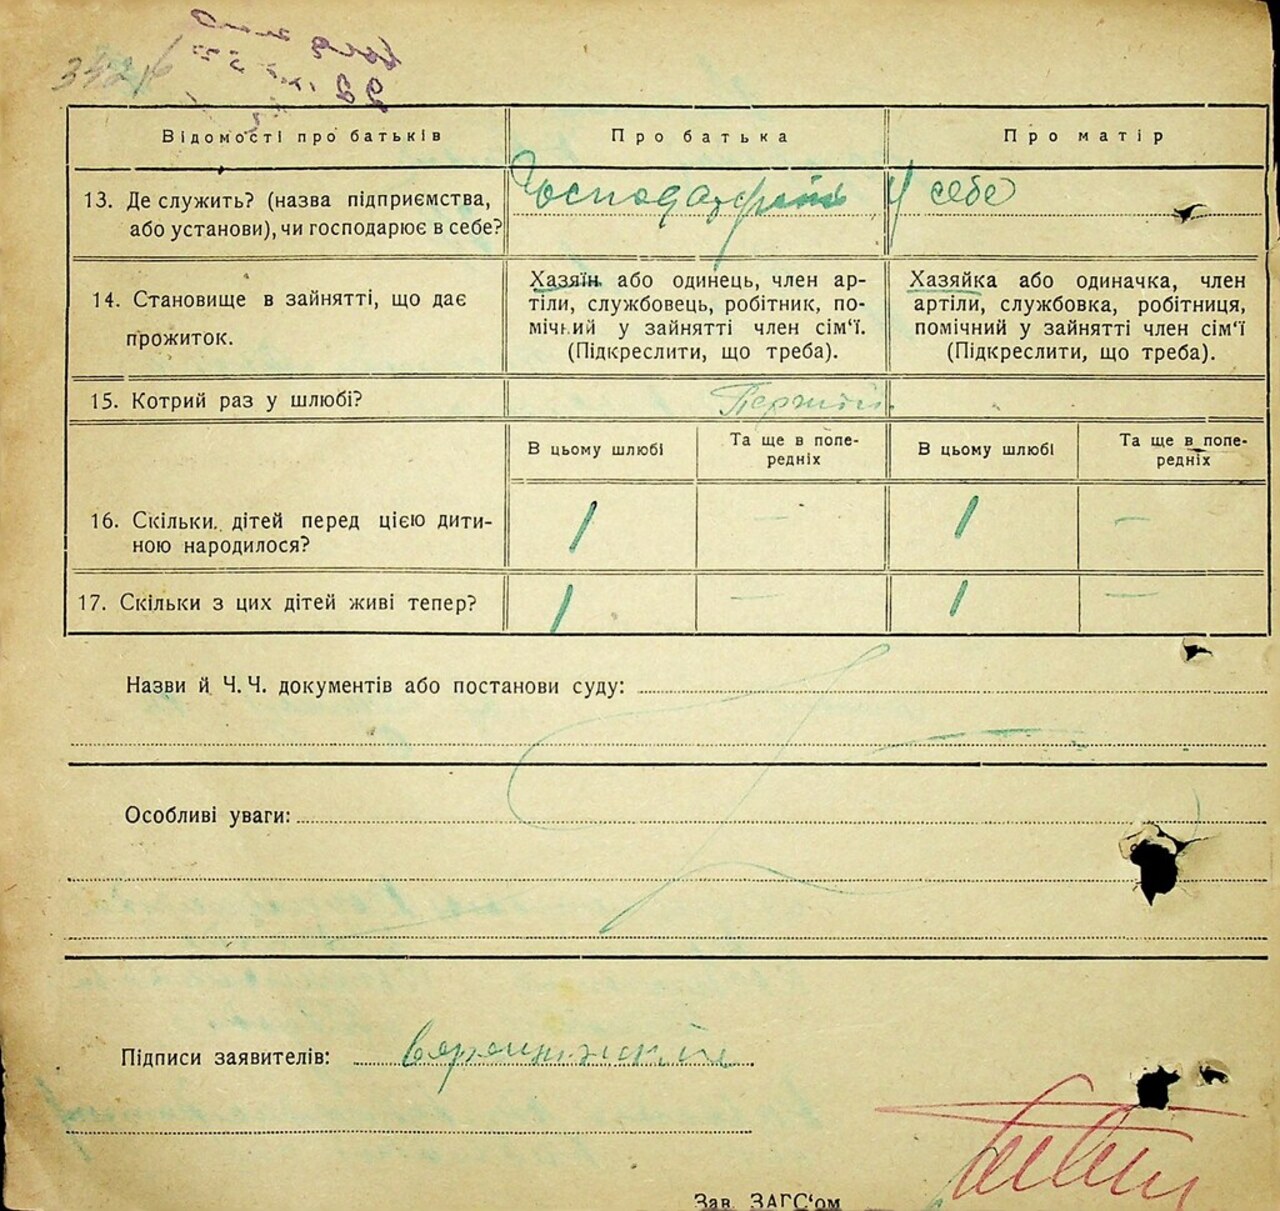 Відомості про батьків
Про батька
Про матір
13. Де служить? (назва підприємства,
або установи), чи господарює в себе?
у себе
14. Становище в зайнятті, що дає
прожиток.
Хазяїн або одинець, член ар-
тіли, службовець, робітник, по-
мічний у зайнятті член сім'ї.
(Підкреслити, що треба).
Хазяйка або одиначка, член
артіли, службовка, робітниця,
помічний у зайнятті член сім'ї
(Підкреслити, що треба).
15. Котрий раз у шлюбі?
В цьому шлюбі
Та ще в попе-
редніх
В цьому шлюбі
Та ще в попе-
редніх
16. Скільки дітей перед цією дити-
ною народилося?
1 — 1 —
17. Скільки з цих дітей живі тепер?
1 — 1 —
Назви й Ч. Ч. документів або постанови суду:
Особливі уваги:
Підписи заявителів:
Зав. ЗАГС'ом